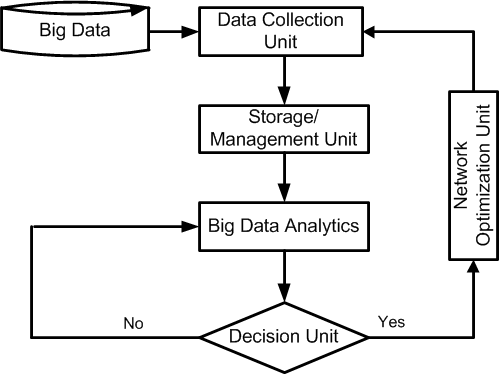 Big Data
Data Collection
Unit
Storage/
Management Unit
Network
Optimization Unit
Big Data Analytics
No
Decision Unit
Yes